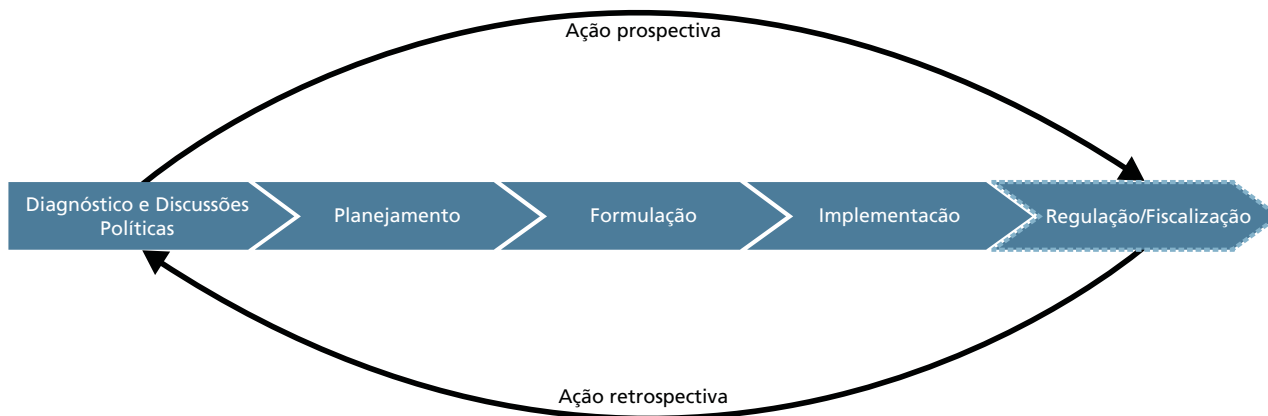 Ação prospectiva
Diagnóstico e Discussões
Políticas
Planejamento
Formulação
Implementacão
Regulação/Fiscalização
Ação retrospectiva